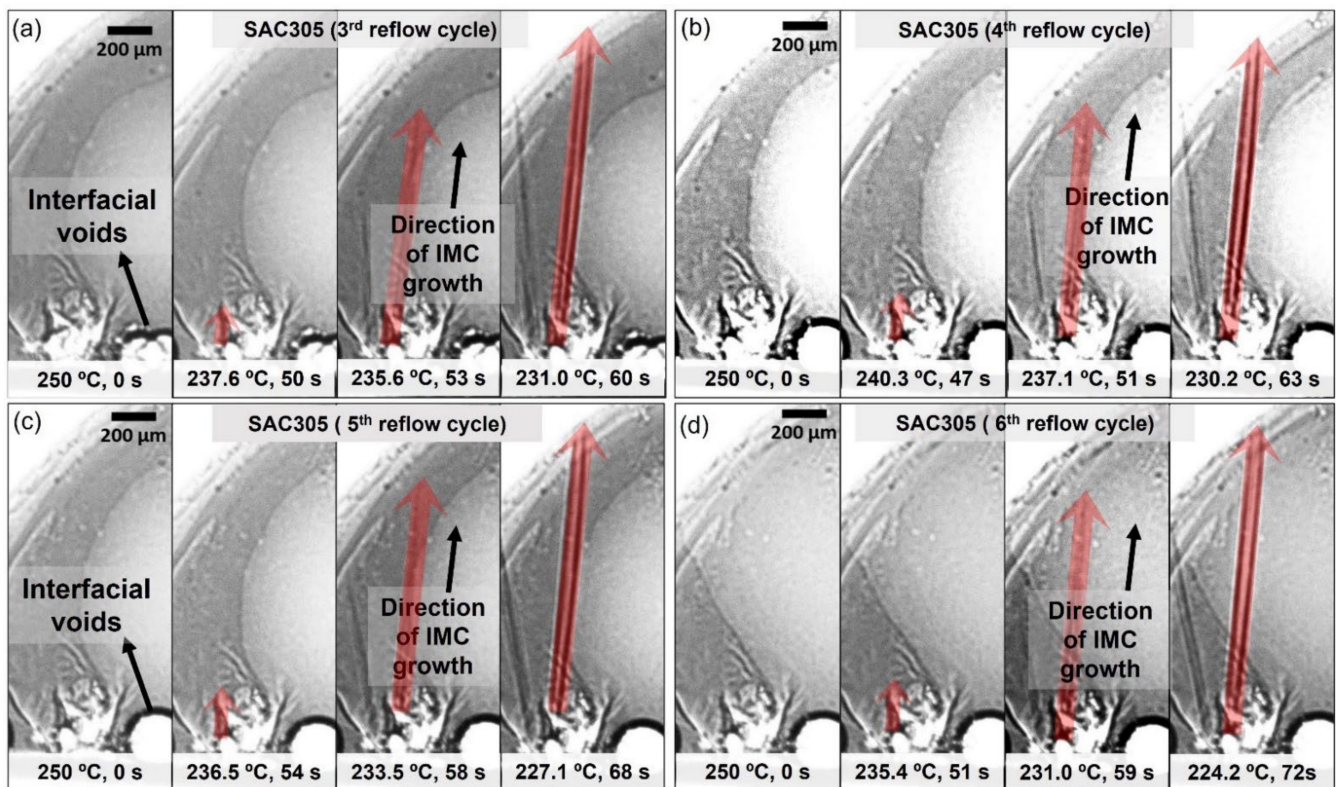 (a)
200 µm
SAC305 (3rd reflow cycle)
Interfacial
voids
Direction
of IMC
growth
250 ºC, 0 s
237.6 ºC, 50 s
235.6 ºC, 53 s
231.0 ºC, 60 s
(b)
200 µm
SAC305 (4th reflow cycle)
Direction
of IMC
growth
250 ºC, 0 s
240.3 ºC, 47 s
237.1 ºC, 51 s
230.2 ºC, 63 s
(c)
200 µm
SAC305 ( 5th reflow cycle)
Interfacial
voids
Direction
of IMC
growth
250 ºC, 0 s
236.5 ºC, 54 s
233.5 ºC, 58 s
227.1 ºC, 68 s
(d)
200 µm
SAC305 ( 6th reflow cycle)
Direction
of IMC
growth
250 ºC, 0 s
235.4 ºC, 51 s
231.0 ºC, 59 s
224.2 ºC, 72s